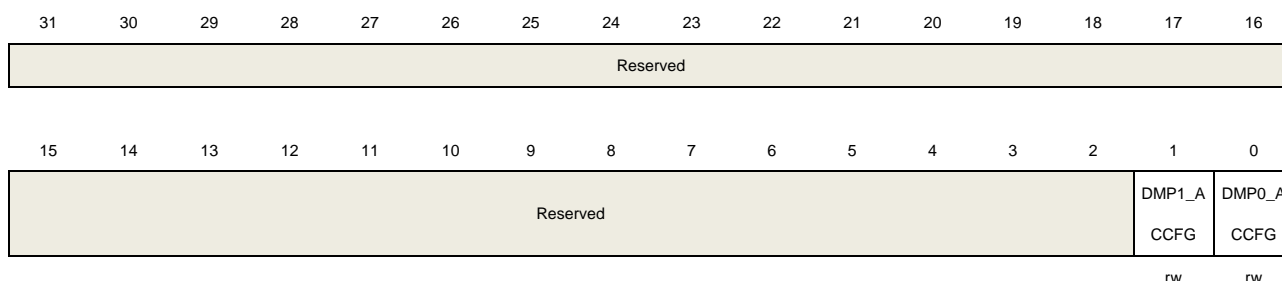 31 30 29 28 27 26 25 24 23 22 21 20 19 18 17 16
Reserved
15 14 13 12 11 10 9 8 7 6 5 4 3 2 1 0
Reserved
DMP1_A DMP0_A
CCFG CCFG
rw rw